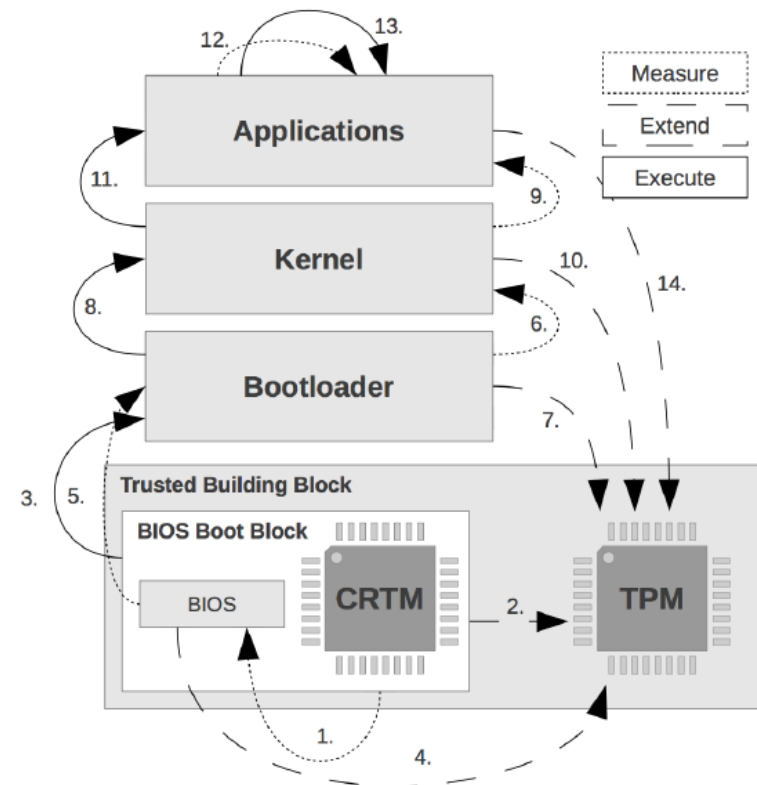 12.
13.
Measure
Extend
Execute
Applications
11.
9.
Kernel
10.
14.
8.
6.
Bootloader
7.
3.
5.
Trusted Building Block
BIOS Boot Block
BIOS
CRTM
2.
TPM
1.
4.